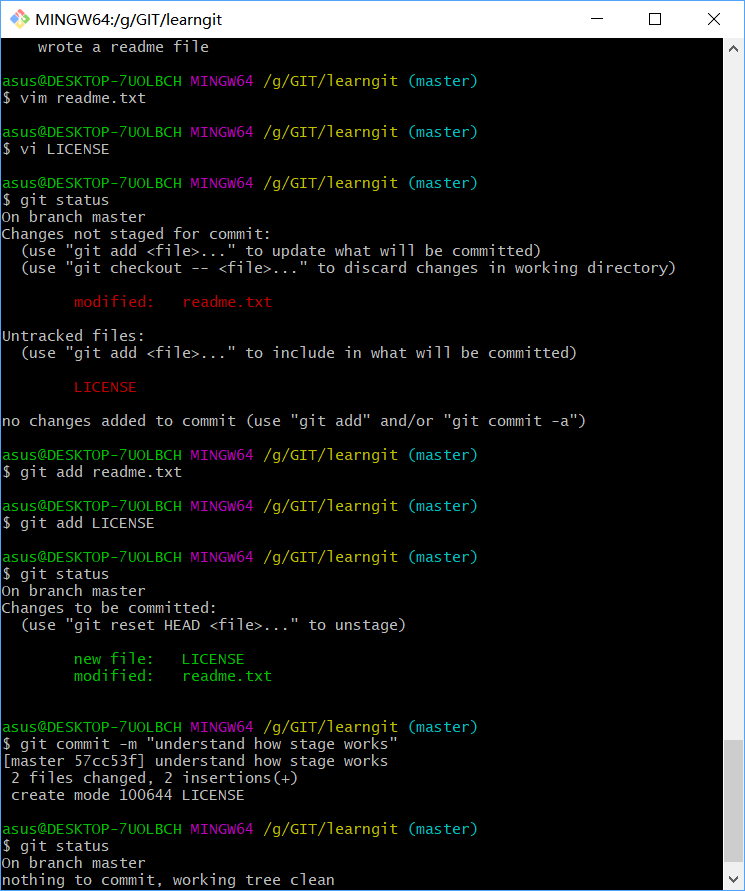 MINGW64:/g/GIT/learngit
    wrote a readme file
asus@DESKTOP-7UOLBCH MINGW64 /g/GIT/learngit (master)
$ vim readme.txt
asus@DESKTOP-7UOLBCH MINGW64 /g/GIT/learngit (master)
$ vi LICENSE
asus@DESKTOP-7UOLBCH MINGW64 /g/GIT/learngit (master)
$ git status
On branch master
Changes not staged for commit:
  (use "git add <file>..." to update what will be committed)
  (use "git checkout -- <file>..." to discard changes in working directory)
        modified:   readme.txt
Untracked files:
  (use "git add <file>..." to include in what will be committed)
        LICENSE
no changes added to commit (use "git add" and/or "git commit -a")
asus@DESKTOP-7UOLBCH MINGW64 /g/GIT/learngit (master)
$ git add readme.txt
asus@DESKTOP-7UOLBCH MINGW64 /g/GIT/learngit (master)
$ git add LICENSE
asus@DESKTOP-7UOLBCH MINGW64 /g/GIT/learngit (master)
$ git status
On branch master
Changes to be committed:
  (use "git reset HEAD <file>..." to unstage)
        new file:   LICENSE
        modified:   readme.txt
asus@DESKTOP-7UOLBCH MINGW64 /g/GIT/learngit (master)
$ git commit -m "understand how stage works"
[master 57cc53f] understand how stage works
 2 files changed, 2 insertions(+)
 create mode 100644 LICENSE
asus@DESKTOP-7UOLBCH MINGW64 /g/GIT/learngit (master)
$ git status
On branch master
nothing to commit, working tree clean